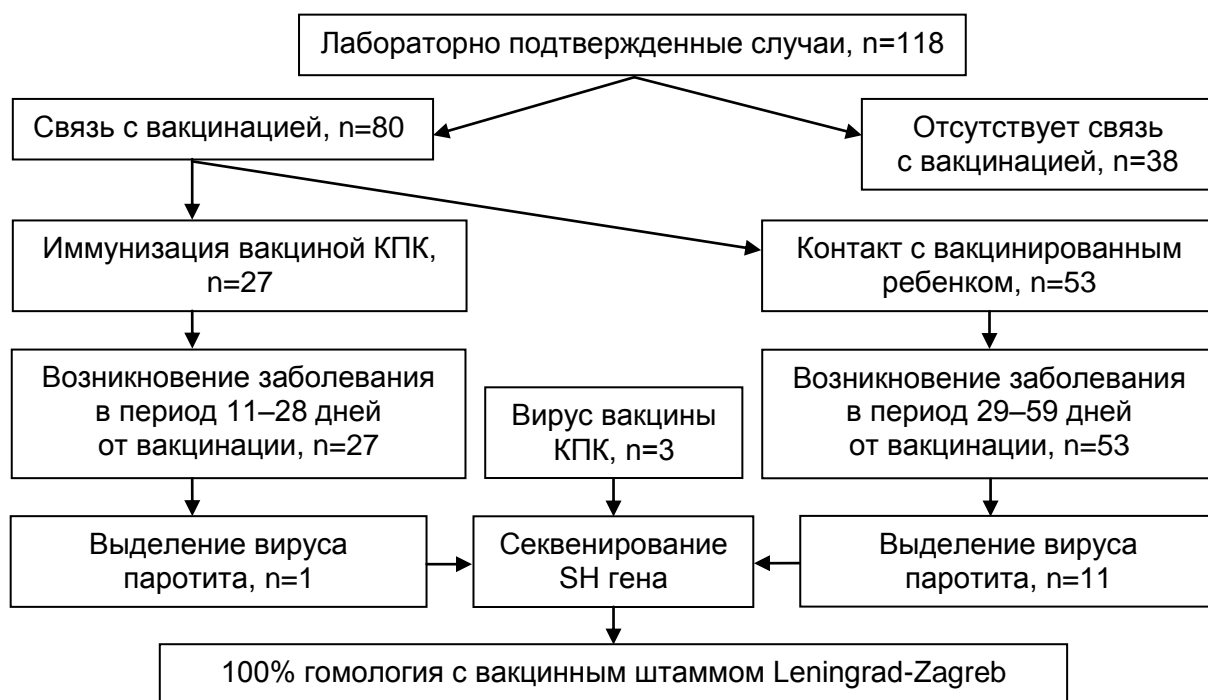 Лабораторно подтвержденные случаи, n=118
Связь с вакцинацией, n=80
Отсутствует связь
с вакцинацией, n=38
Иммунизация вакциной КПК,
n=27
Контакт с вакцинированным
ребенком, n=53
Возникновение заболевания
в период 11–28 дней
от вакцинации, n=27
Вирус вакцины
КПК, n=3
Возникновение заболевания
в период 29–59 дней
от вакцинации, n=53
Выделение вируса
паротита, n=1
Секвенирование
SH гена
Выделение вируса
паротита, n=11
100% гомология с вакцинным штаммом Leningrad-Zagreb